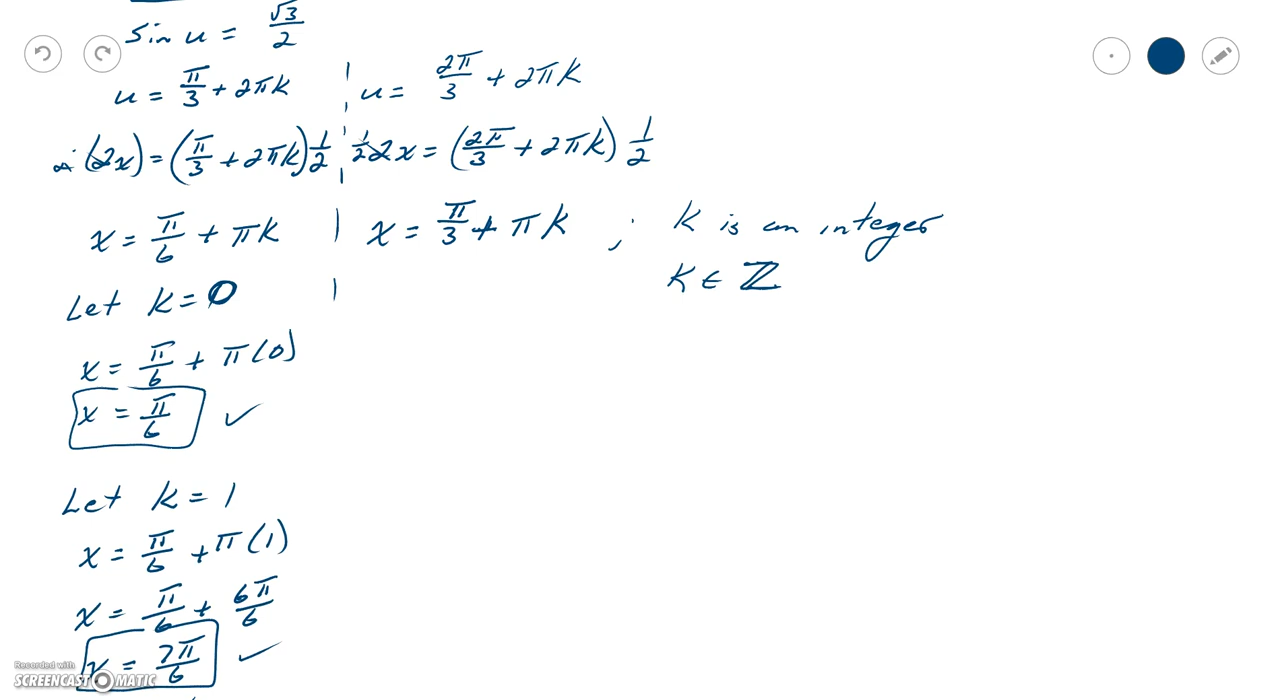 sin u = √3/2
u = π/3 + 2πk | u = 2π/3 + 2πk
(2x) = (π/3 + 2πk) 1/2 | 1/2 2x = (2π/3 + 2πk) 1/2
x = π/6 + πk | x = π/3 + πk ; k is an integer
k ∈ ℤ
Let k = 0
x = π/6 + π(0)
x = π/6 ✓
Let k = 1
x = π/6 + π(1)
x = π/6 + 6π/6
x = 7π/6 ✓
Recorded with
SCREENCAST-O-MATIC